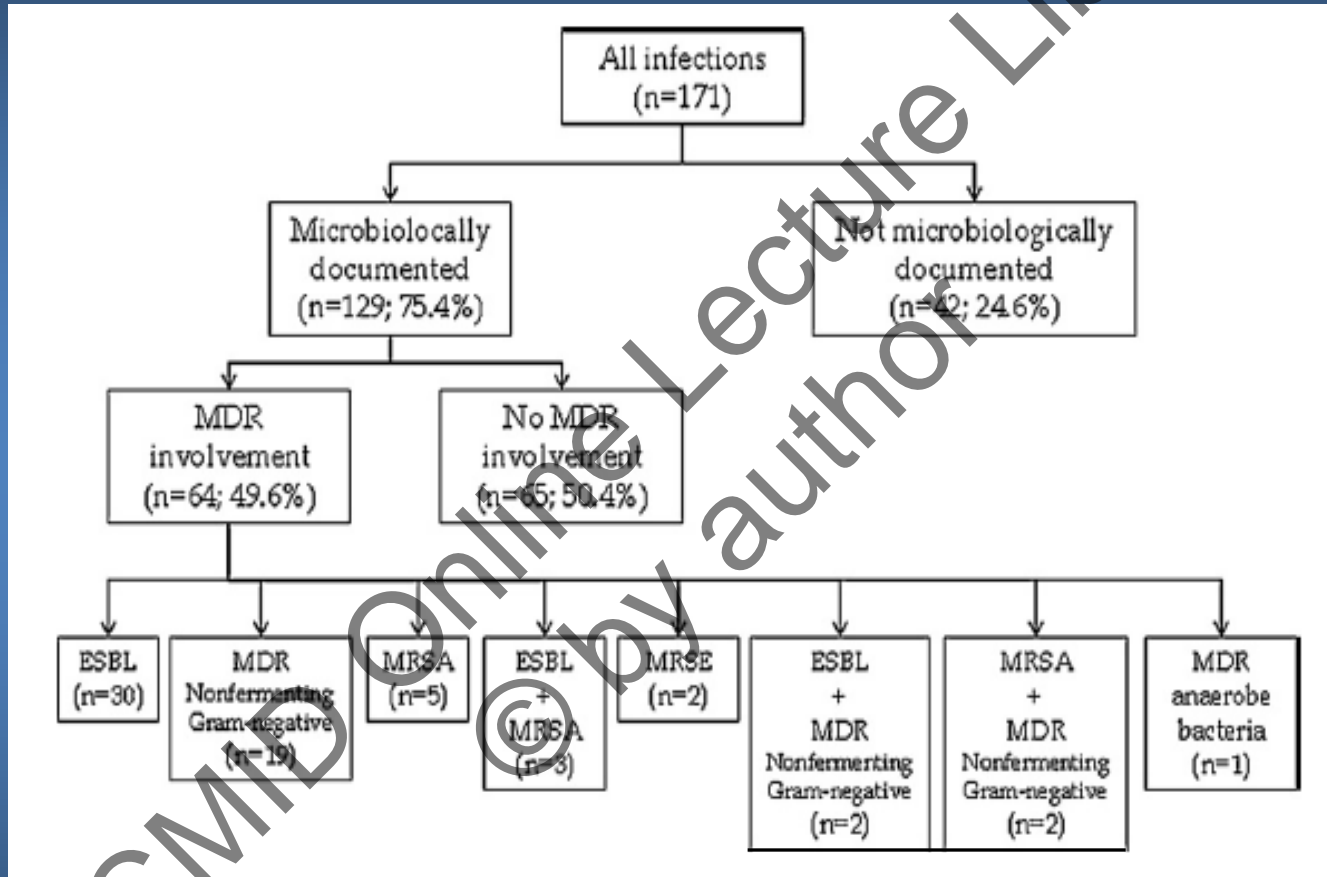 All infections
(n=171)
Microbiolocally
documented
(n=129; 75.4%)
Not microbiologically
documented
(n=42; 24.6%)
MDR
involvement
(n=64; 49.6%)
No MDR
involvement
(n=65; 50.4%)
ESBL
(n=30)
MDR
Nonfermenting
Gram-negative
(n=19)
MRSA
(n=5)
ESBL
+
MRSA
(n=3)
MRSE
(n=2)
ESBL
+
MDR
Nonfermenting
Gram-negative
(n=2)
MRSA
+
MDR
Nonfermenting
Gram-negative
(n=2)
MDR
anaerobe
bacteria
(n=1)
Online Lecture
© by author